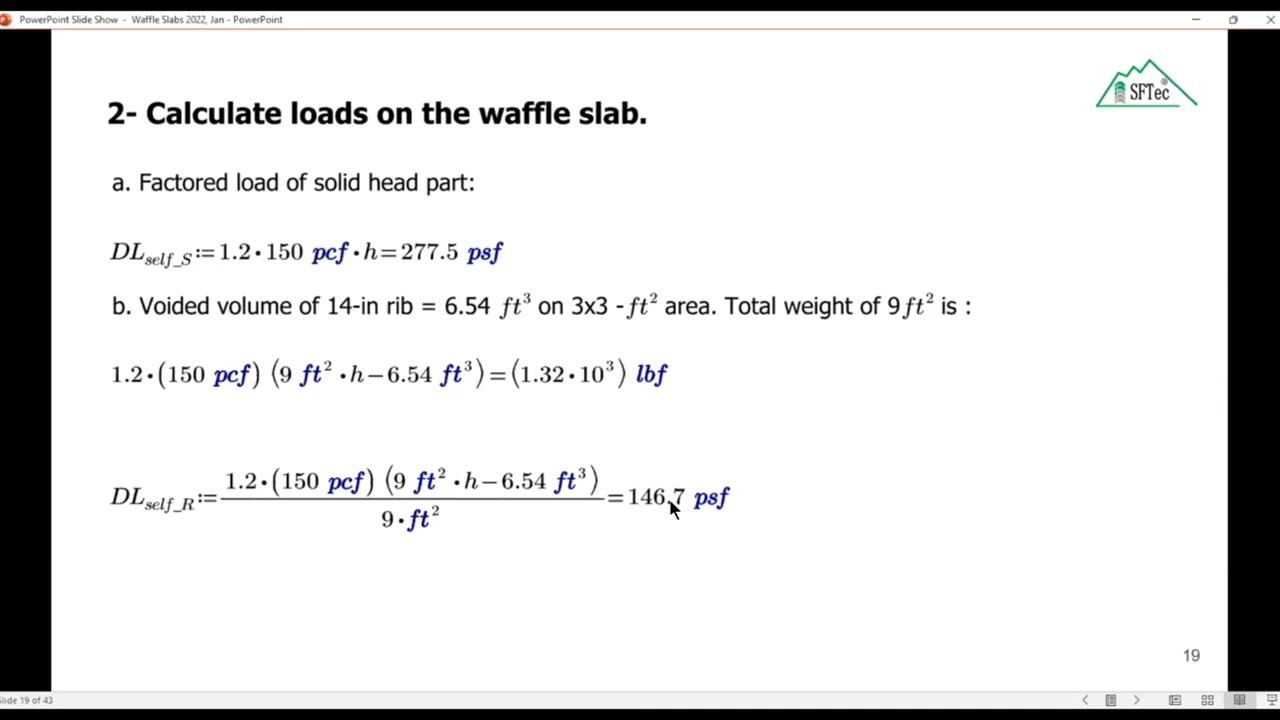 PowerPoint Slide Show - Waffle Slabs 2022, Jan - PowerPoint
SFTec®
2- Calculate loads on the waffle slab.
a. Factored load of solid head part:
DL_self_S:=1.2·150 pcf·h=277.5 psf
b. Voided volume of 14-in rib = 6.54 ft³ on 3x3 -ft² area. Total weight of 9 ft² is :
1.2·(150 pcf) (9 ft²·h−6.54 ft³)=(1.32·10³) lbf
DL_self_R:= 1.2·(150 pcf) (9 ft²·h−6.54 ft³) / 9·ft² =146.7 psf
19
Slide 19 of 43